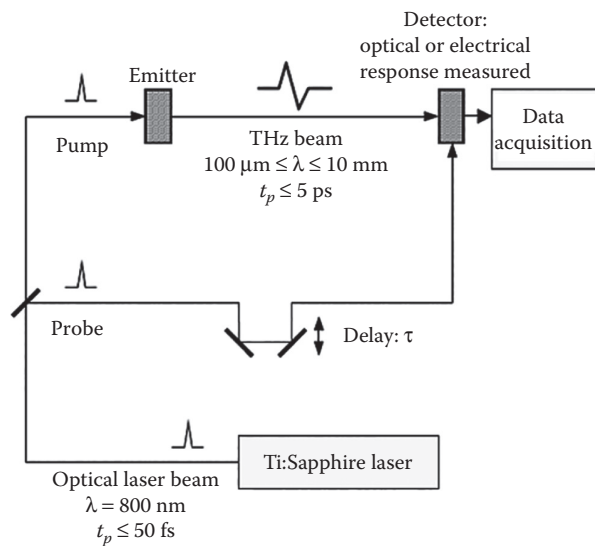 Detector:
optical or electrical
response measured
Emitter
Pump
THz beam
100 μm ≤ λ ≤ 10 mm
t_p ≤ 5 ps
Data
acquisition
Probe
Delay: τ
Ti:Sapphire laser
Optical laser beam
λ = 800 nm
t_p ≤ 50 fs